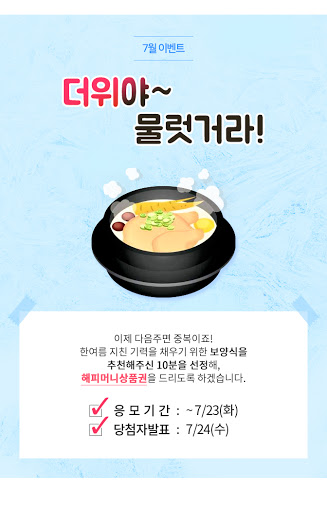 7월 이벤트
더위야~
물럿거라!
이제 다음주면 중복이죠!
한여름 지친 기력을 채우기 위한 보양식을
추천해주신 10분을 선정해,
해피머니상품권을 드리도록 하겠습니다.
응 모 기 간 : ~ 7/23(화)
당첨자발표 : 7/24(수)